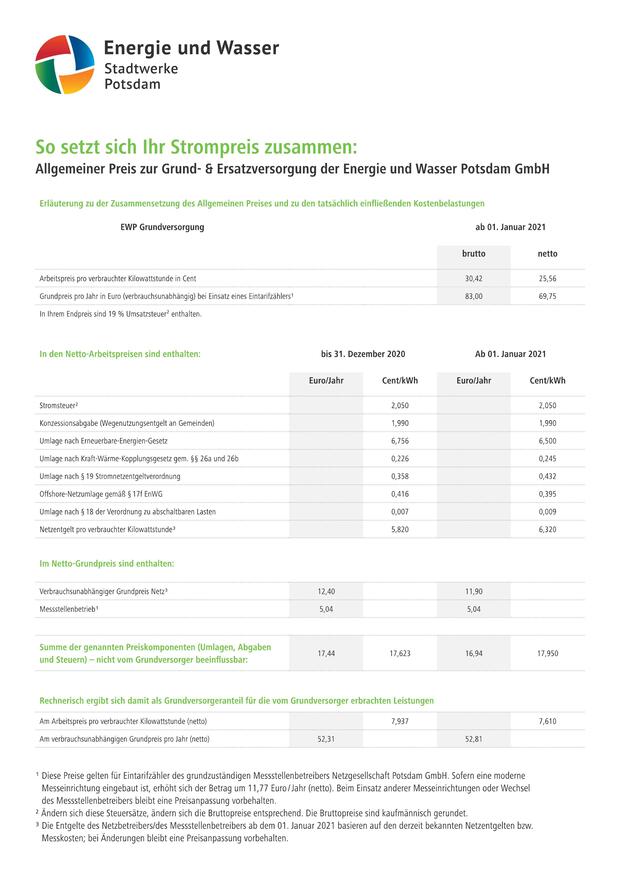 Energie und Wasser
Stadtwerke
Potsdam
So setzt sich Ihr Strompreis zusammen:
Allgemeiner Preis zur Grund- & Ersatzversorgung der Energie und Wasser Potsdam GmbH
Erläuterung zu der Zusammensetzung des Allgemeinen Preises und zu den tatsächlich einfließenden Kostenbelastungen
EWP Grundversorgung ab 01. Januar 2021
brutto netto
Arbeitspreis pro verbrauchter Kilowattstunde in Cent 30,42 25,56
Grundpreis pro Jahr in Euro (verbrauchsunabhängig) bei Einsatz eines Eintarifzählers¹ 83,00 69,75
In Ihrem Endpreis sind 19 % Umsatzsteuer² enthalten.
In den Netto-Arbeitspreisen sind enthalten: bis 31. Dezember 2020 Ab 01. Januar 2021
Euro/Jahr Cent/kWh Euro/Jahr Cent/kWh
Stromsteuer² 2,050 2,050
Konzessionsabgabe (Wegenutzungsentgelt an Gemeinden) 1,990 1,990
Umlage nach Erneuerbare-Energien-Gesetz 6,756 6,500
Umlage nach Kraft-Wärme-Kopplungsgesetz gem. §§ 26a und 26b 0,226 0,245
Umlage nach § 19 Stromnetzentgeltverordnung 0,358 0,432
Offshore-Netzumlage gemäß § 17f EnWG 0,416 0,395
Umlage nach § 18 der Verordnung zu abschaltbaren Lasten 0,007 0,009
Netzentgelt pro verbrauchter Kilowattstunde³ 5,820 6,320
Im Netto-Grundpreis sind enthalten:
Verbrauchsunabhängiger Grundpreis Netz³ 12,40 11,90
Messstellenbetrieb¹ 5,04 5,04
Summe der genannten Preiskomponenten (Umlagen, Abgaben
und Steuern) – nicht vom Grundversorger beeinflussbar: 17,44 17,623 16,94 17,950
Rechnerisch ergibt sich damit als Grundversorgeranteil für die vom Grundversorger erbrachten Leistungen
Am Arbeitspreis pro verbrauchter Kilowattstunde (netto) 7,937 7,610
Am verbrauchsunabhängigen Grundpreis pro Jahr (netto) 52,31 52,81
¹ Diese Preise gelten für Eintarifzähler des grundzuständigen Messstellenbetreibers Netzgesellschaft Potsdam GmbH. Sofern eine moderne
Messeinrichtung eingebaut ist, erhöht sich der Betrag um 11,77 Euro/Jahr (netto). Beim Einsatz anderer Messeinrichtungen oder Wechsel
des Messstellenbetreibers bleibt eine Preisanpassung vorbehalten.
² Ändern sich diese Steuersätze, ändern sich die Bruttopreise entsprechend. Die Bruttopreise sind kaufmännisch gerundet.
³ Die Entgelte des Netzbetreibers/des Messstellenbetreibers ab dem 01. Januar 2021 basieren auf den derzeit bekannten Netzentgelten bzw.
Messkosten; bei Änderungen bleibt eine Preisanpassung vorbehalten.